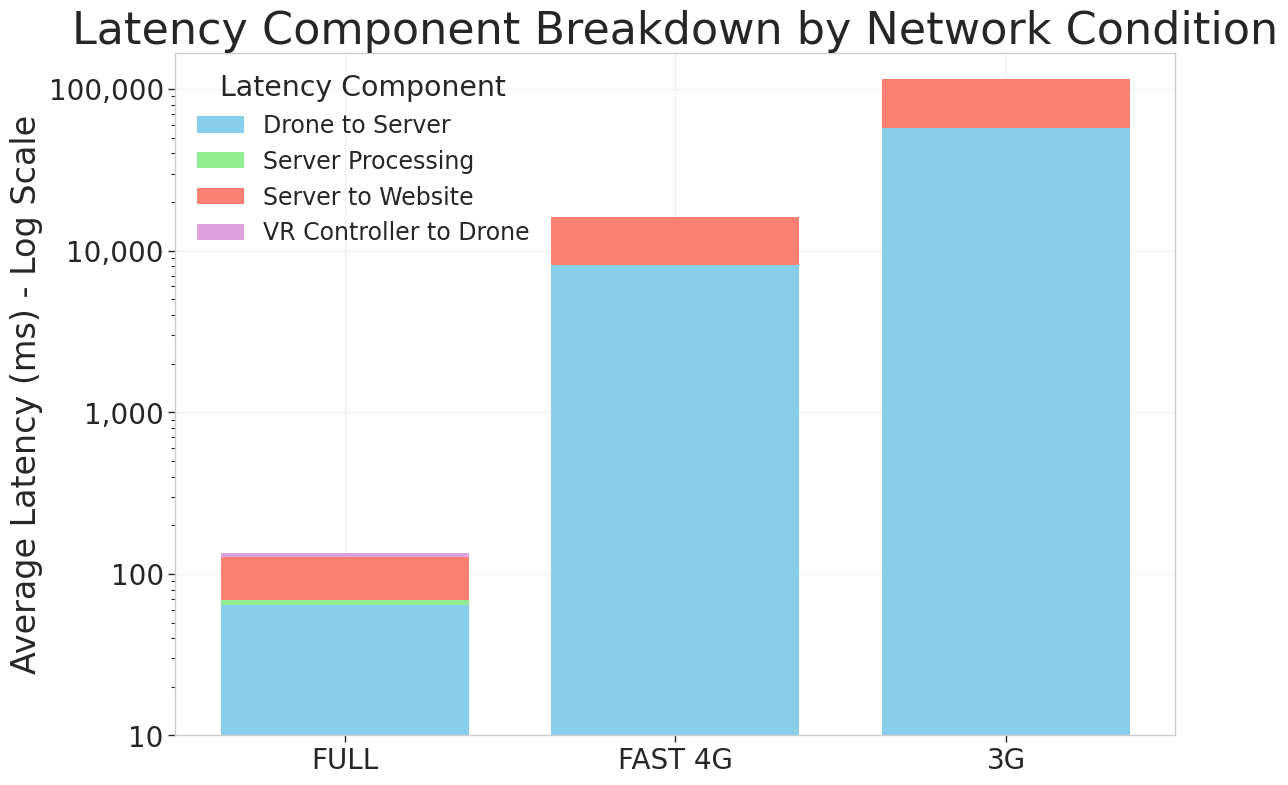 Latency Component Breakdown by Network Condition
Average Latency (ms) - Log Scale
100,000
10,000
1,000
100
10
Latency Component
Drone to Server
Server Processing
Server to Website
VR Controller to Drone
FULL
FAST 4G
3G